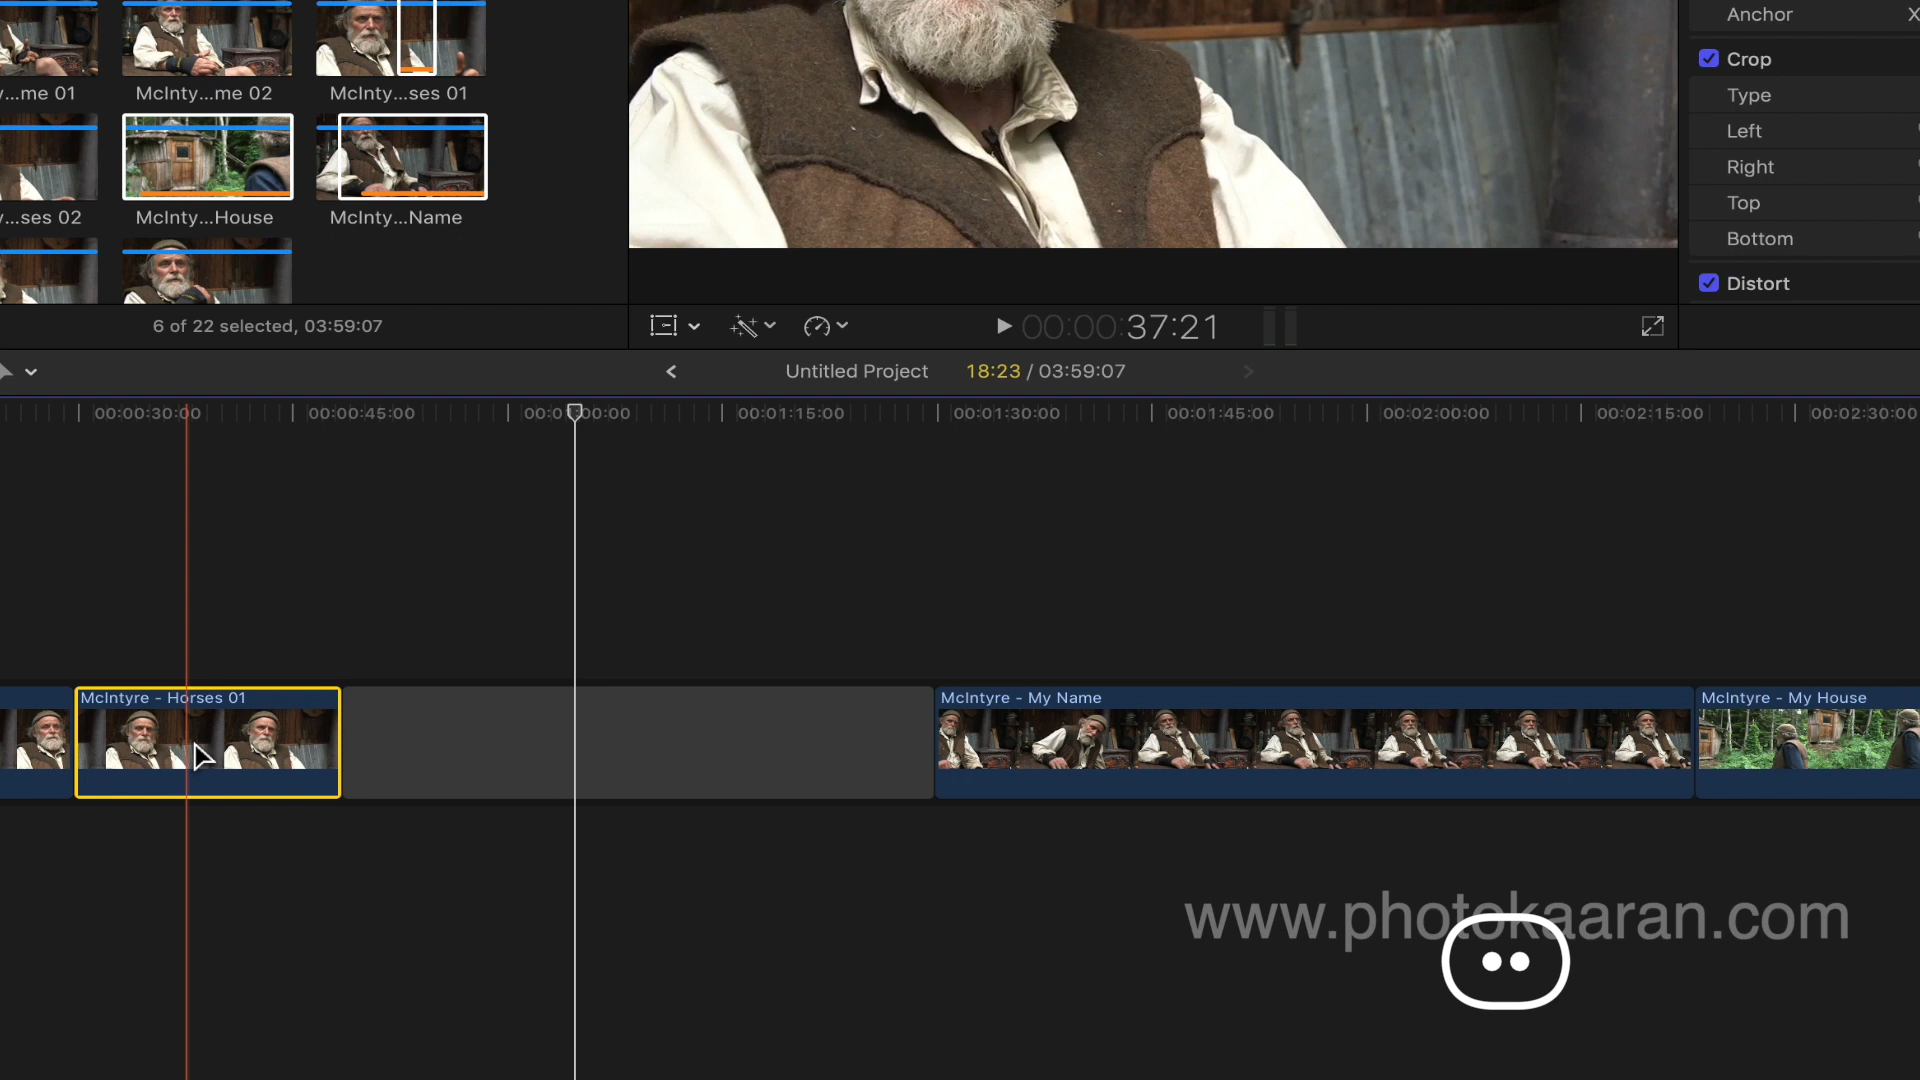 Anchor
X
Crop
y...me 01
McInty...me 02
McInty...ses 01
Type
Left
Right
Top
Bottom
y...ses 02
McInty...House
McInty...Name
Distort
6 of 22 selected, 03:59:07
00:00:37:21
Untitled Project
18:23 / 03:59:07
00:00:30:00
00:00:45:00
00:01:00:00
00:01:15:00
00:01:30:00
00:01:45:00
00:02:00:00
00:02:15:00
00:02:30:00
McIntyre - Horses 01
McIntyre - My Name
McIntyre - My House
www.photokaaran.com